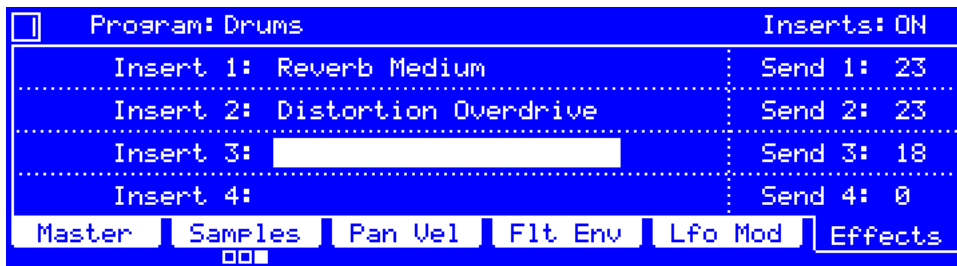 Program: Drums Inserts: ON
Insert 1: Reverb Medium Send 1: 23
Insert 2: Distortion Overdrive Send 2: 23
Insert 3: Send 3: 18
Insert 4: Send 4: 0
Master Samples Pan Vel Flt Env Lfo Mod Effects